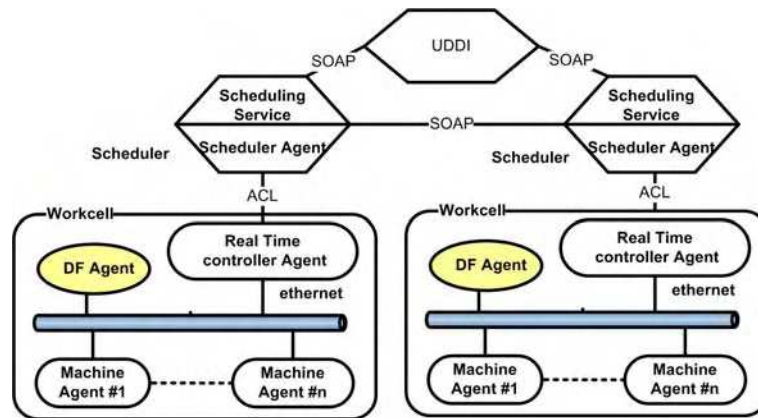 UDDI
SOAP
SOAP
Scheduling
Service
Scheduler Agent
Scheduler
SOAP
Scheduling
Service
Scheduler Agent
Scheduler
ACL
ACL
Workcell
Real Time
controller Agent
DF Agent
ethernet
Machine
Agent #1
Machine
Agent #n
Workcell
Real Time
controller Agent
DF Agent
ethernet
Machine
Agent #1
Machine
Agent #n